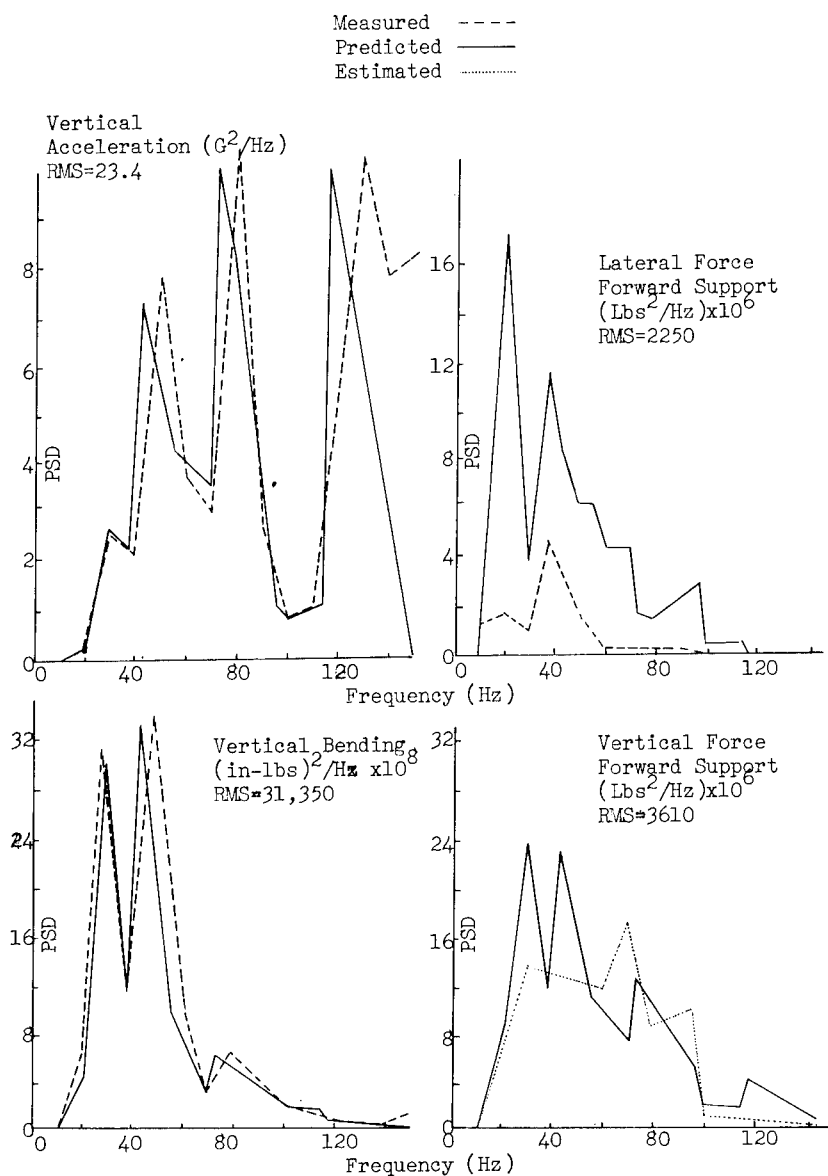 Measured
Predicted
Estimated
Vertical
Acceleration (G²/Hz)
RMS=23.4
8
6
4
2
0
PSD
0
40
80
120
Lateral Force
Forward Support
(Lbs²/Hz)x10⁶
RMS=2250
16
12
8
4
0
PSD
0
40
80
120
Frequency (Hz)
Vertical Bending
(in-lbs)²/Hz x10⁸
RMS=31,350
32
24
16
8
0
PSD
0
40
80
120
Vertical Force
Forward Support
(Lbs²/Hz)x10⁶
RMS=3610
32
24
16
8
0
PSD
0
40
80
120
Frequency (Hz)